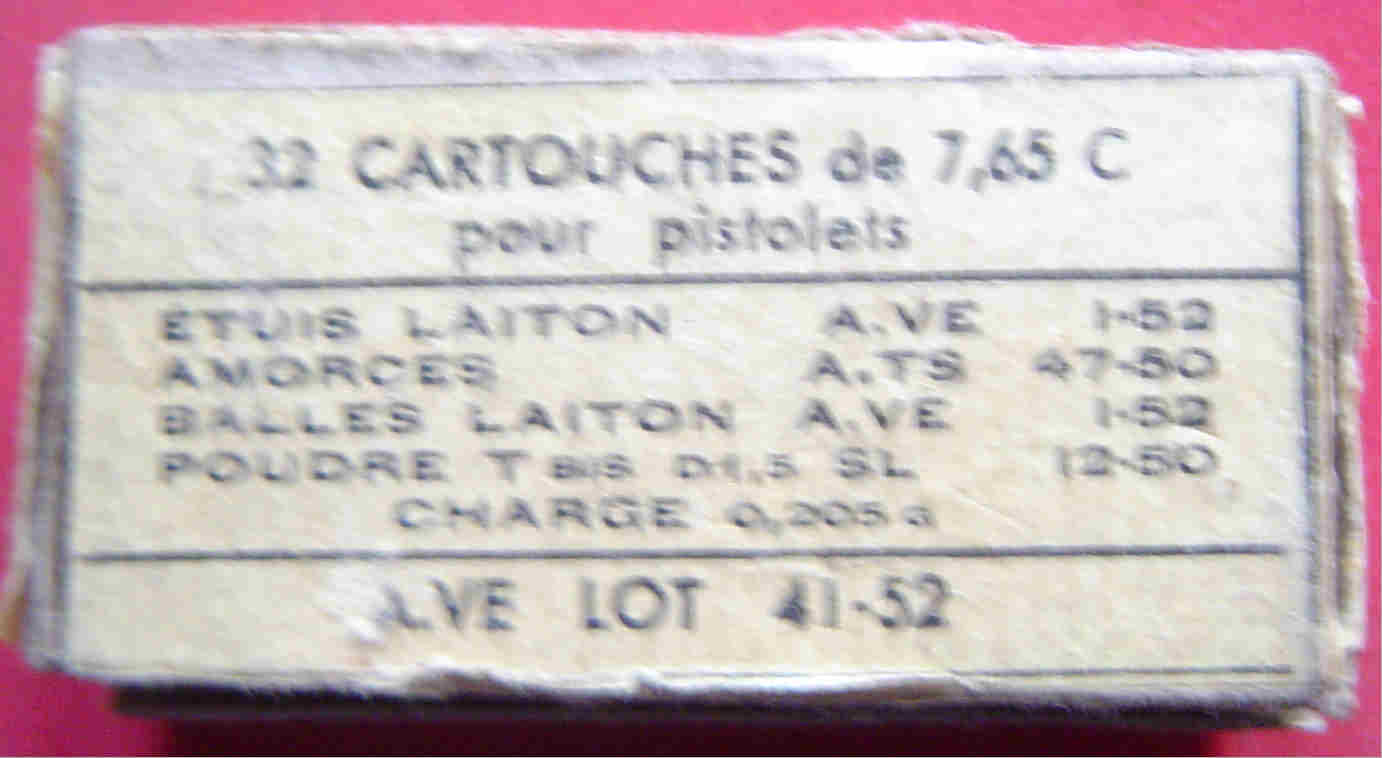 32 CARTOUCHES de 7,65 C
pour pistolets
ETUIS LAITON A.VE 1-52
AMORCES A.TS 47-50
BALLES LAITON A.VE 1-52
POUDRE T BIS D1,5 SL 12-50
CHARGE 0,205 G
A.VE LOT 41-52